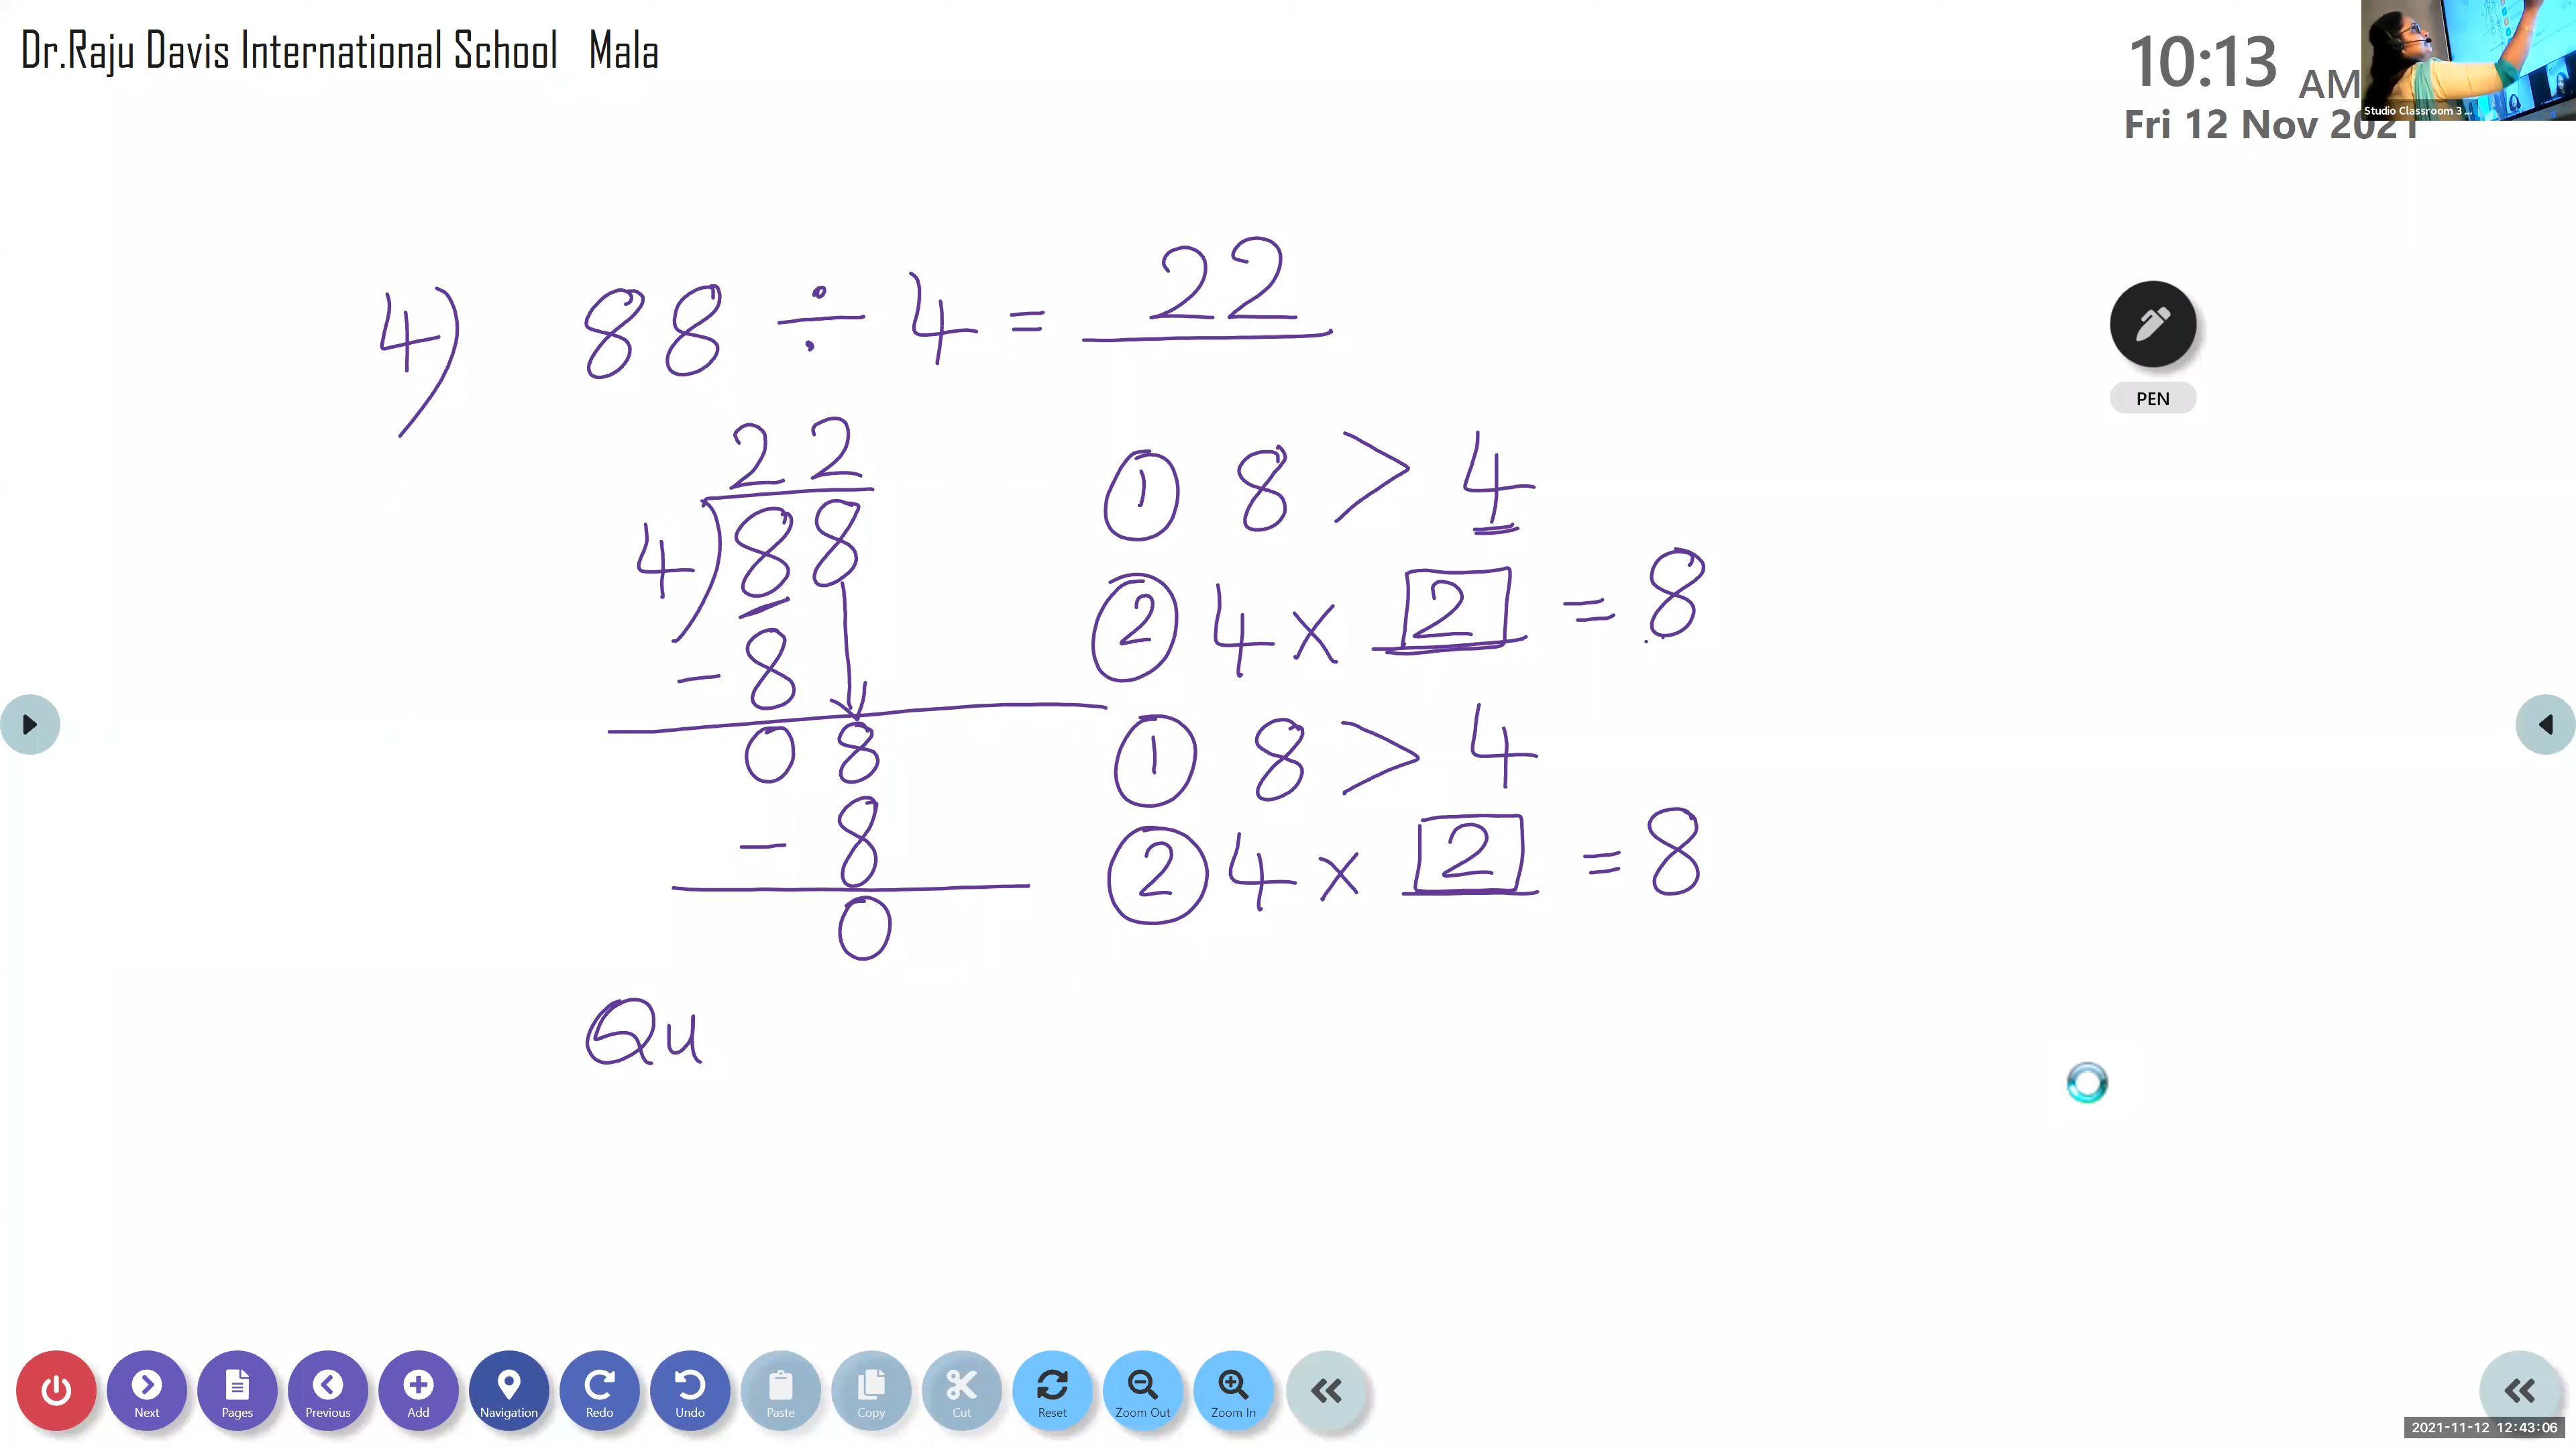 Dr.Raju Davis International School Mala
10:13 AM
Fri 12 Nov 2021
Studio Classroom 3 ...
4) 88 ÷ 4 = 22
PEN
22
4)88
- 8
08
- 8
0
① 8 > 4
② 4 × 2 = 8
① 8 > 4
② 4 × 2 = 8
Qu
Next Pages Previous Add Navigation Redo Undo Paste Copy Cut Reset Zoom Out Zoom In
2021-11-12 12:43:06